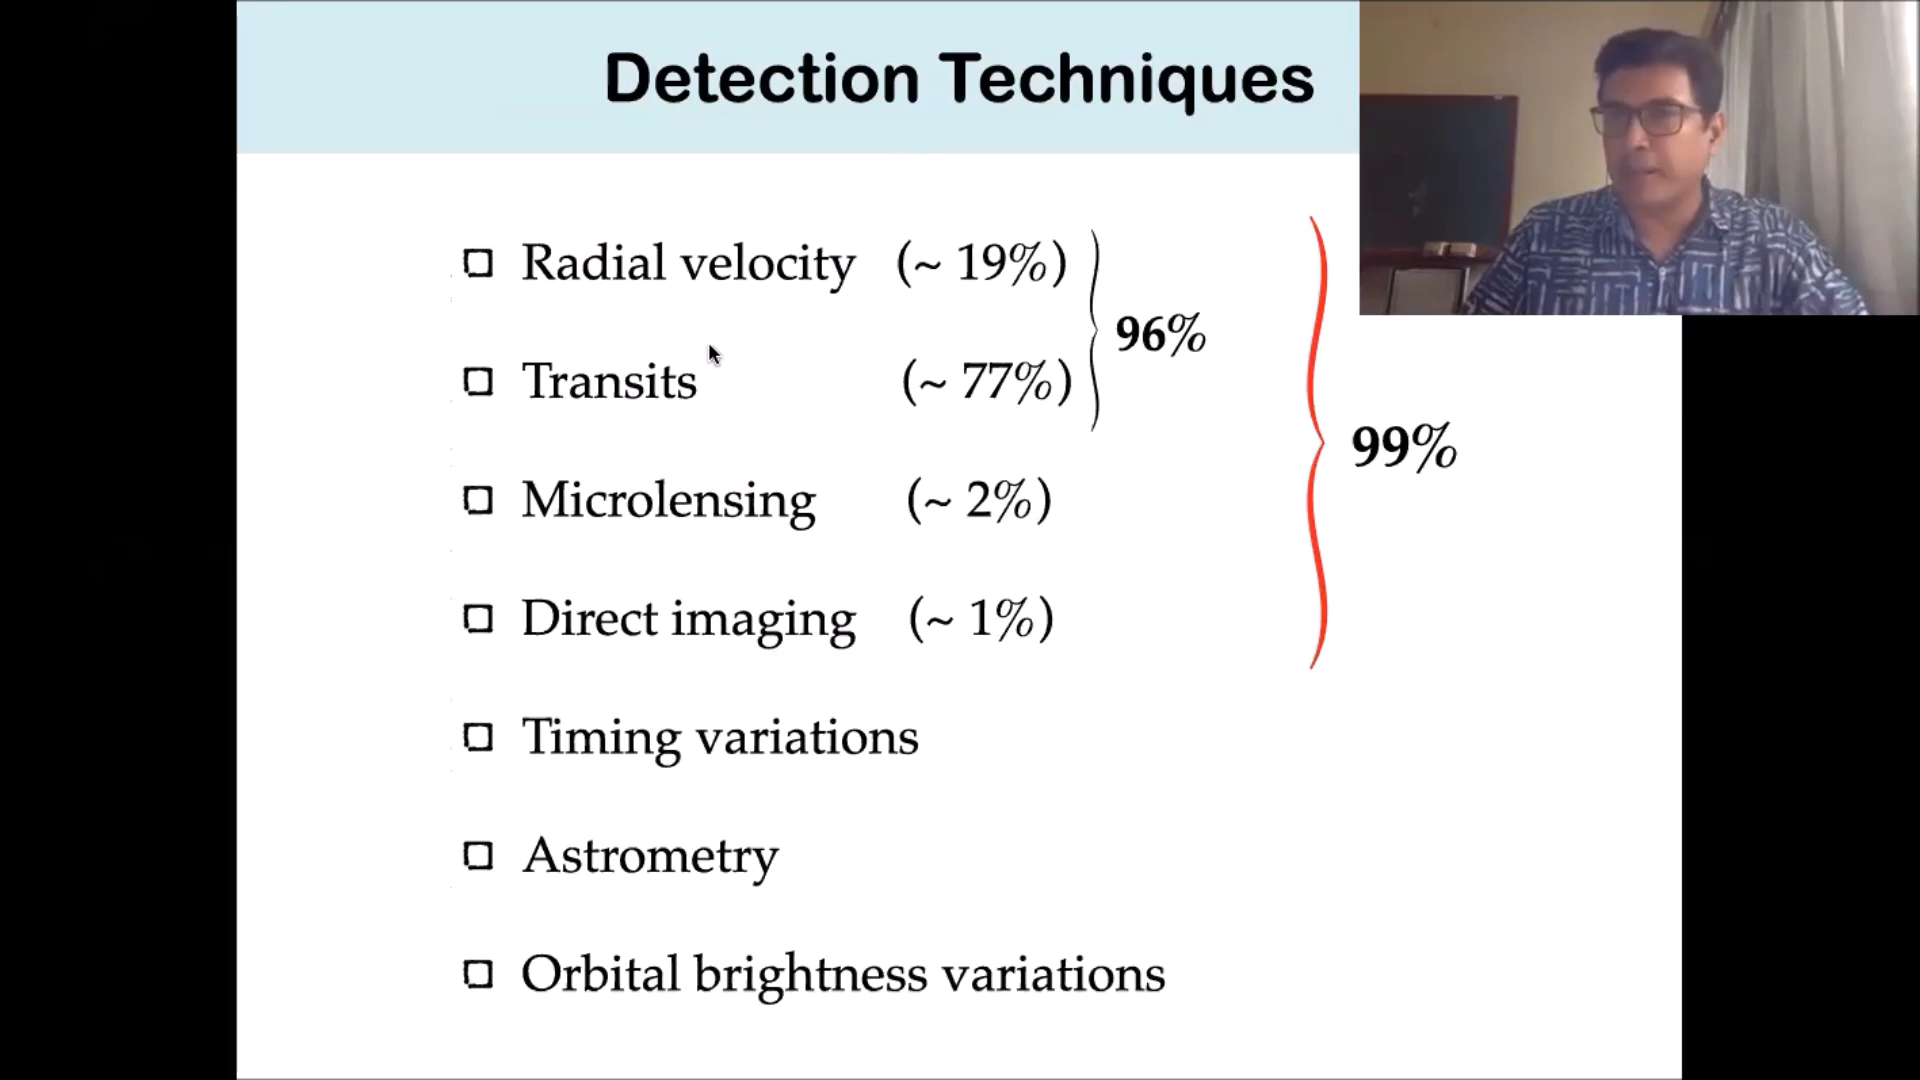 Detection Techniques
Radial velocity (~ 19%)
96%
Transits (~ 77%)
99%
Microlensing (~ 2%)
Direct imaging (~ 1%)
Timing variations
Astrometry
Orbital brightness variations